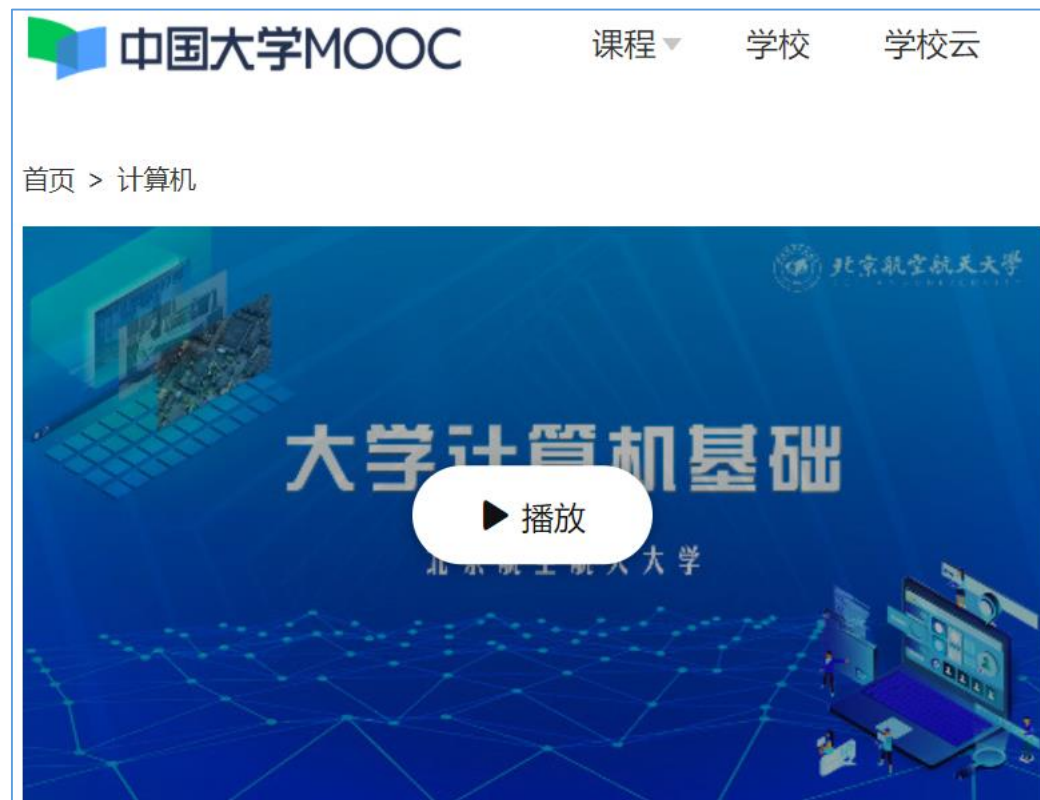 中国大学MOOC 课程 学校 学校云
首页 > 计算机
北京航空航天大学
大学计算机基础
播放
北京航空航天大学